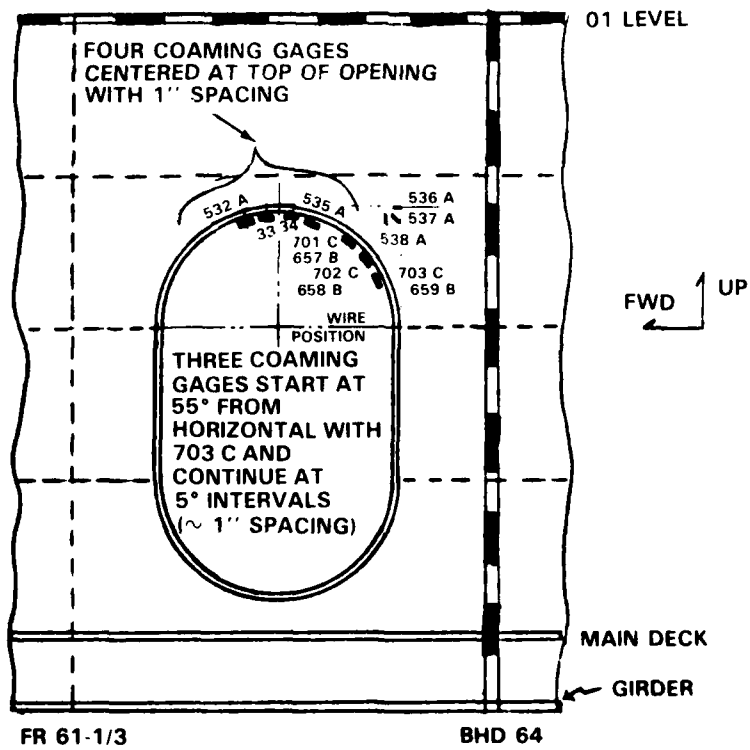 01 LEVEL
FOUR COAMING GAGES
CENTERED AT TOP OF OPENING
WITH 1'' SPACING
532 A
535 A
536 A
537 A
33 34
538 A
701 C
657 B
702 C
658 B
703 C
659 B
FWD
UP
WIRE
POSITION
THREE COAMING
GAGES START AT
55° FROM
HORIZONTAL WITH
703 C AND
CONTINUE AT
5° INTERVALS
(~ 1'' SPACING)
MAIN DECK
GIRDER
FR 61-1/3
BHD 64